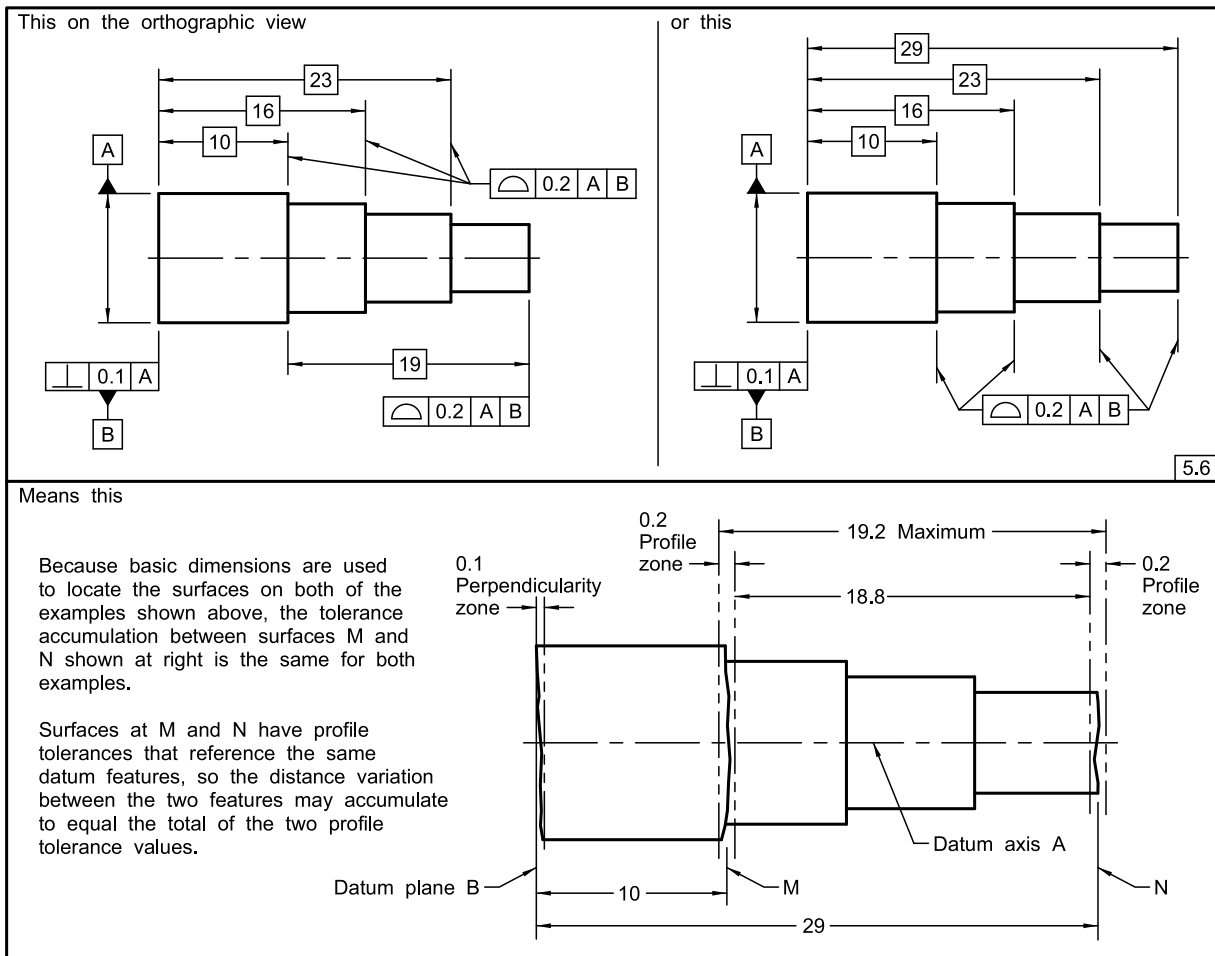 This on the orthographic view
23
16
10
A
⌓ 0.2 A B
19
⊥ 0.1 A
⌓ 0.2 A B
B
or this
29
23
16
10
A
⊥ 0.1 A
⌓ 0.2 A B
B
5.6
Means this
Because basic dimensions are used
to locate the surfaces on both of the
examples shown above, the tolerance
accumulation between surfaces M and
N shown at right is the same for both
examples.
Surfaces at M and N have profile
tolerances that reference the same
datum features, so the distance variation
between the two features may accumulate
to equal the total of the two profile
tolerance values.
0.1
Perpendicularity
zone
0.2
Profile
zone
19.2 Maximum
18.8
0.2
Profile
zone
Datum axis A
Datum plane B
10
M
N
29